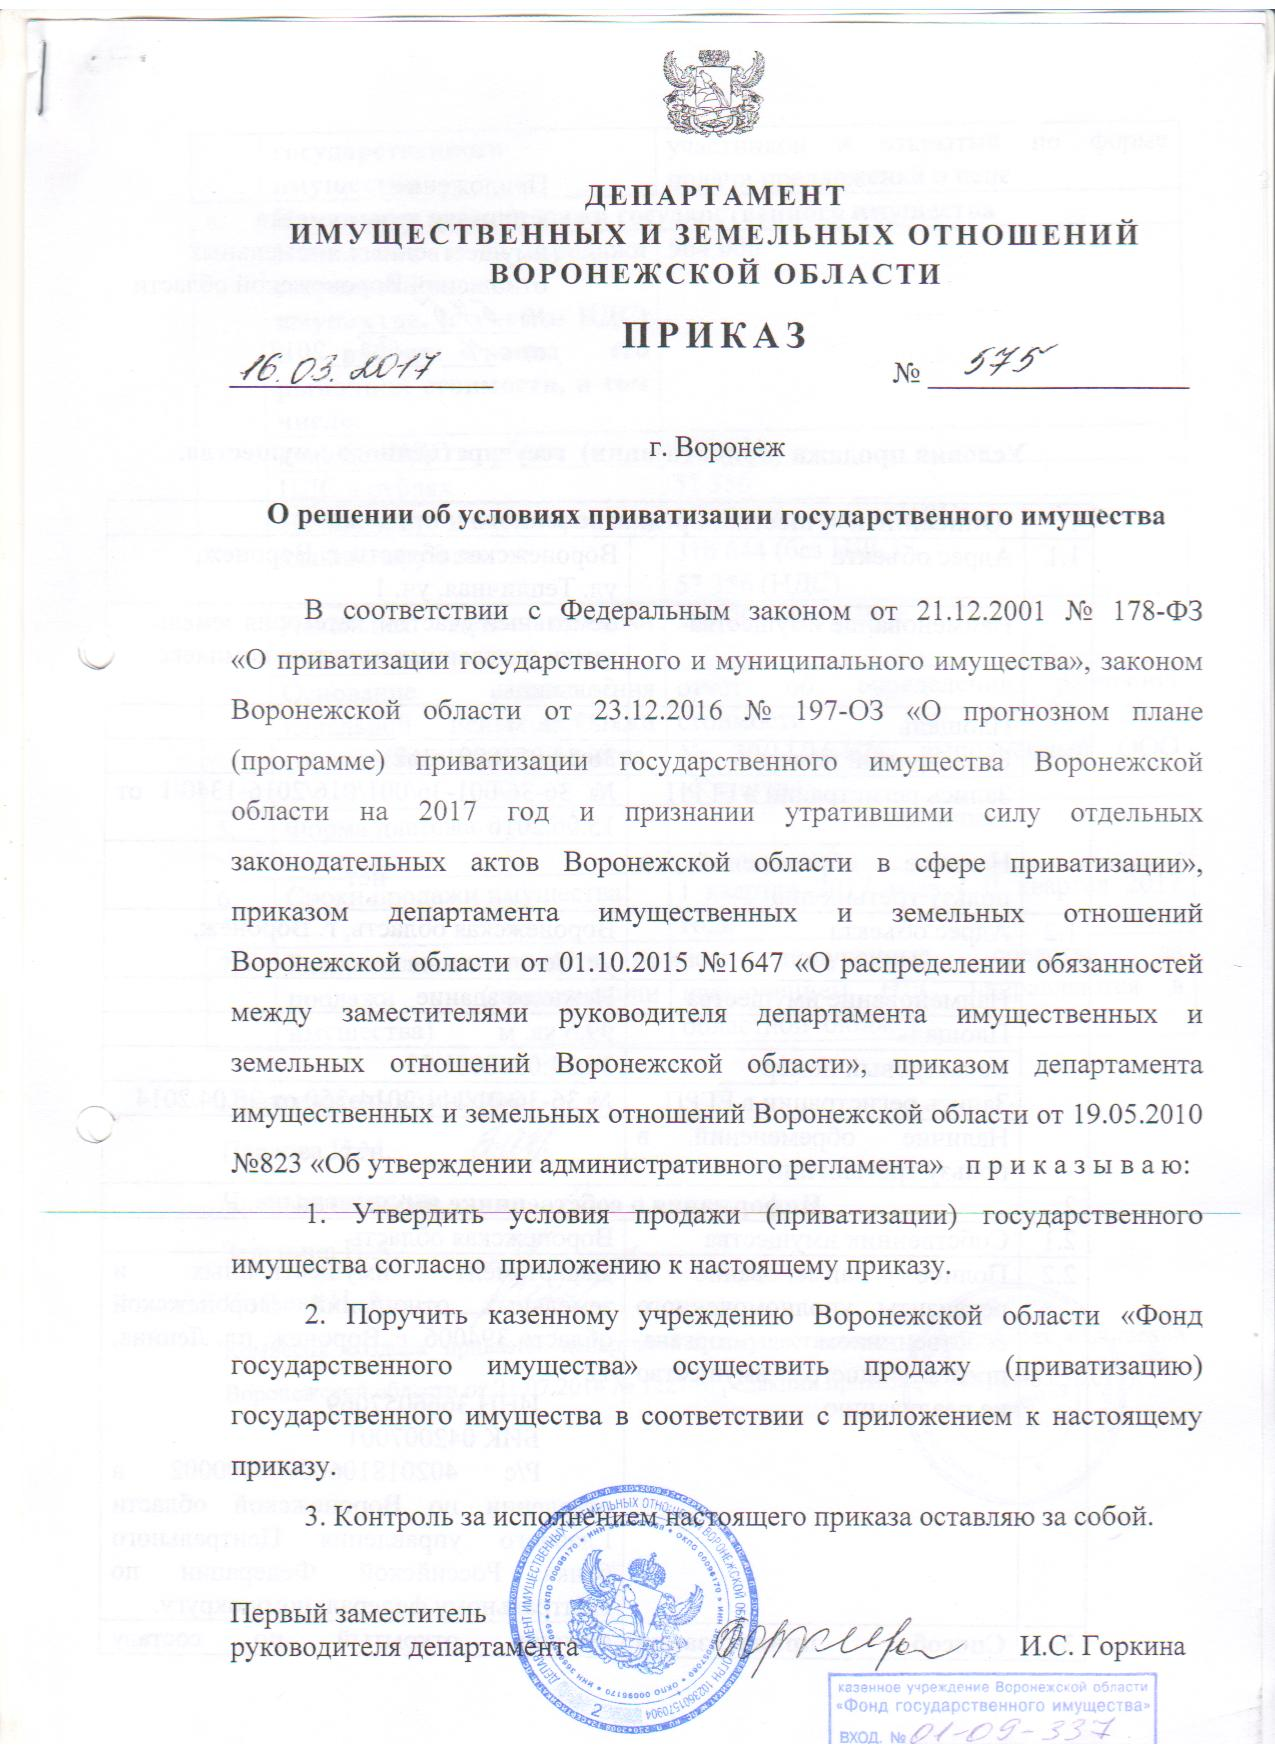 ДЕПАРТАМЕНТ
ИМУЩЕСТВЕННЫХ И ЗЕМЕЛЬНЫХ ОТНОШЕНИЙ
ВОРОНЕЖСКОЙ ОБЛАСТИ
ПРИКАЗ
16.03.2017 № 575
г. Воронеж
О решении об условиях приватизации государственного имущества
В соответствии с Федеральным законом от 21.12.2001 № 178-ФЗ
«О приватизации государственного и муниципального имущества», законом
Воронежской области от 23.12.2016 № 197-ОЗ «О прогнозном плане
(программе) приватизации государственного имущества Воронежской
области на 2017 год и признании утратившими силу отдельных
законодательных актов Воронежской области в сфере приватизации»,
приказом департамента имущественных и земельных отношений
Воронежской области от 01.10.2015 №1647 «О распределении обязанностей
между заместителями руководителя департамента имущественных и
земельных отношений Воронежской области», приказом департамента
имущественных и земельных отношений Воронежской области от 19.05.2010
№823 «Об утверждении административного регламента» п р и к а з ы в а ю:
1. Утвердить условия продажи (приватизации) государственного
имущества согласно приложению к настоящему приказу.
2. Поручить казенному учреждению Воронежской области «Фонд
государственного имущества» осуществить продажу (приватизацию)
государственного имущества в соответствии с приложением к настоящему
приказу.
3. Контроль за исполнением настоящего приказа оставляю за собой.
Первый заместитель
руководителя департамента И.С. Горкина
казенное учреждение Воронежской области
«Фонд государственного имущества»
ВХОД. № 01-09-337